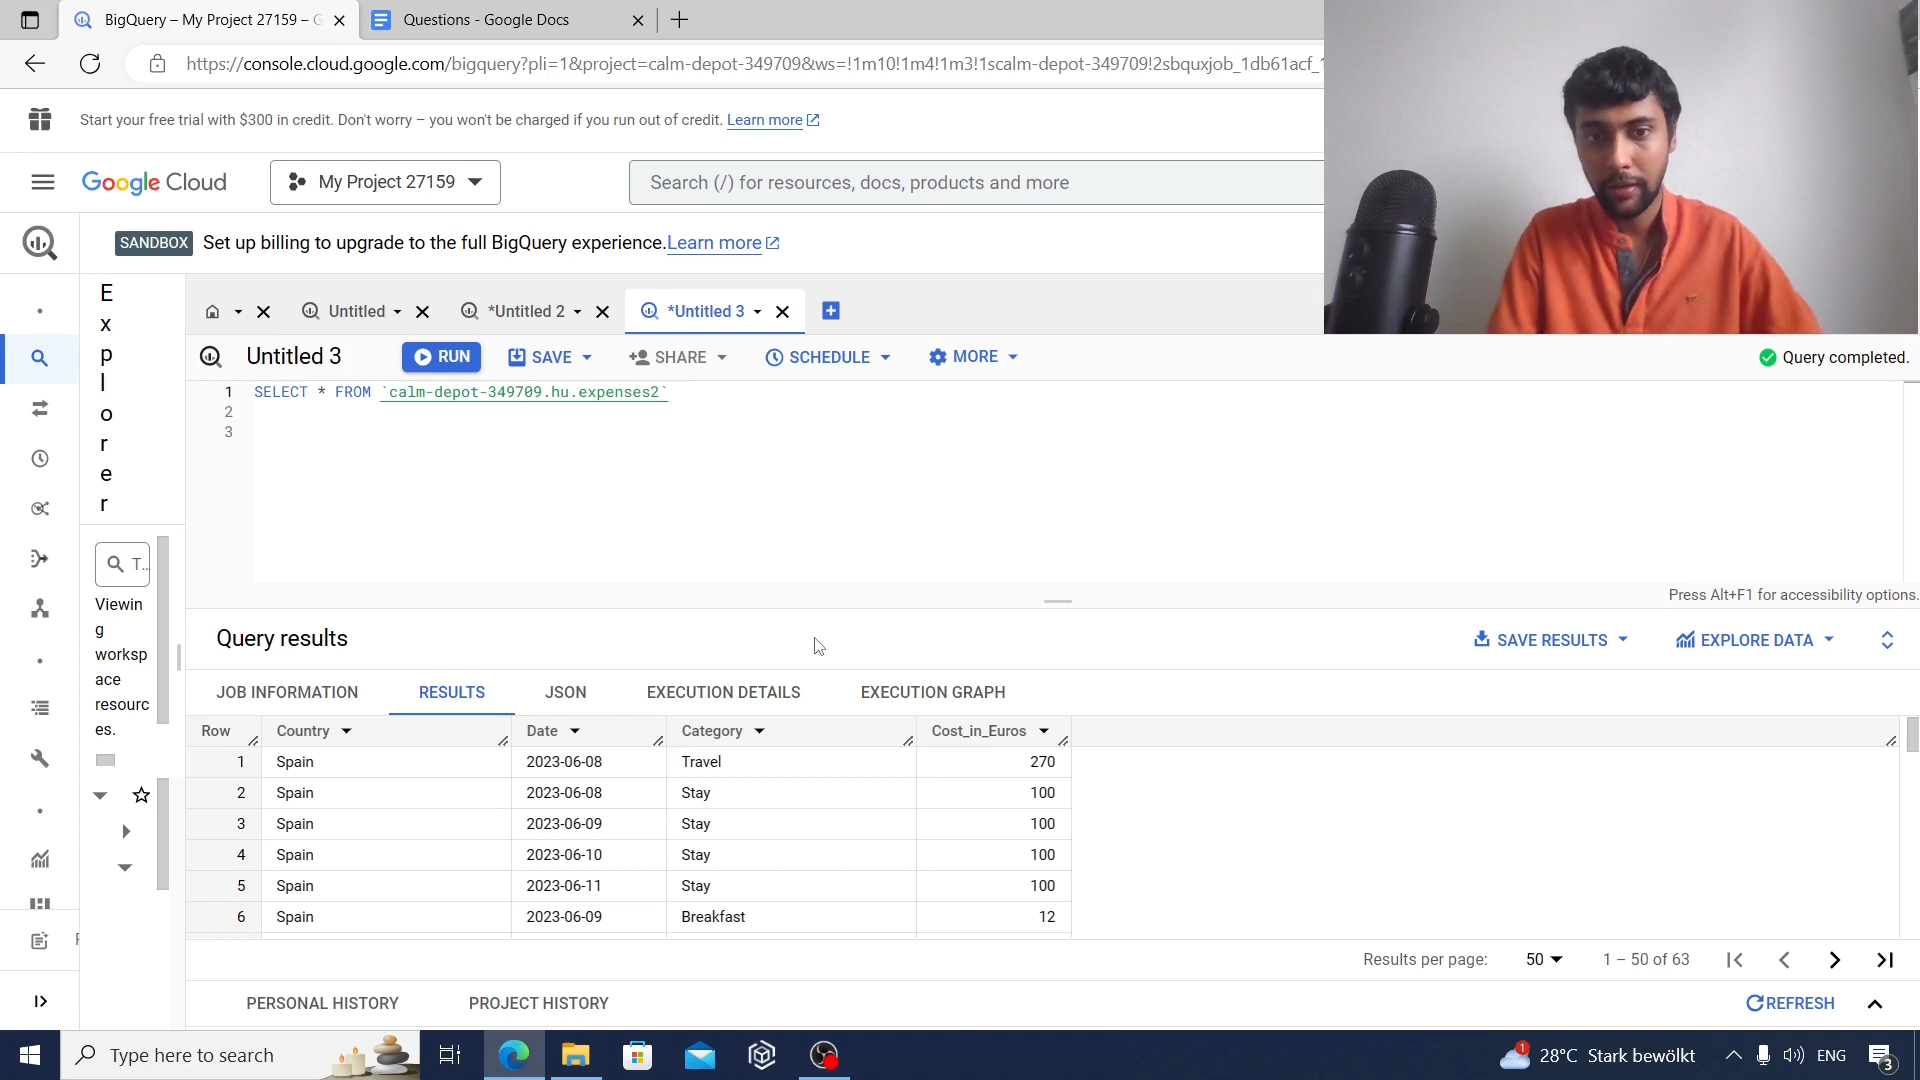 BigQuery – My Project 27159 – G
Questions - Google Docs
https://console.cloud.google.com/bigquery?pli=1&project=calm-depot-349709&ws=!1m10!1m4!1m3!1scalm-depot-349709!2sbquxjob_1db61acf_1
Start your free trial with $300 in credit. Don't worry – you won't be charged if you run out of credit. Learn more
Google Cloud
My Project 27159
Search (/) for resources, docs, products and more
SANDBOX Set up billing to upgrade to the full BigQuery experience. Learn more
E
x
p
l
o
r
e
r
Untitled
*Untitled 2
*Untitled 3
Untitled 3
RUN
SAVE
SHARE
SCHEDULE
MORE
Query completed.
1 SELECT * FROM `calm-depot-349709.hu.expenses2`
2
3
T...
Viewin
g
worksp
ace
resourc
es.
Press Alt+F1 for accessibility options.
Query results
SAVE RESULTS
EXPLORE DATA
JOB INFORMATION RESULTS JSON EXECUTION DETAILS EXECUTION GRAPH
Row Country Date Category Cost_in_Euros
1 Spain 2023-06-08 Travel 270
2 Spain 2023-06-08 Stay 100
3 Spain 2023-06-09 Stay 100
4 Spain 2023-06-10 Stay 100
5 Spain 2023-06-11 Stay 100
6 Spain 2023-06-09 Breakfast 12
Results per page: 50 1 – 50 of 63
PERSONAL HISTORY PROJECT HISTORY
REFRESH
Type here to search
1
28°C Stark bewölkt
ENG
3